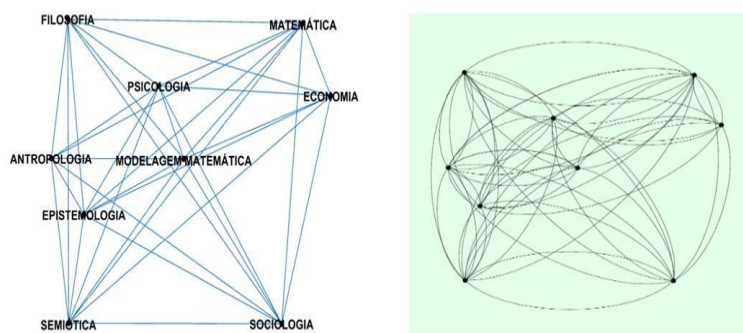 FILOSOFIA
MATEMÁTICA
PSICOLOGIA
ECONOMIA
ANTROPOLOGIA
MODELAGEM MATEMÁTICA
EPISTEMOLOGIA
SEMIÓTICA
SOCIOLOGIA